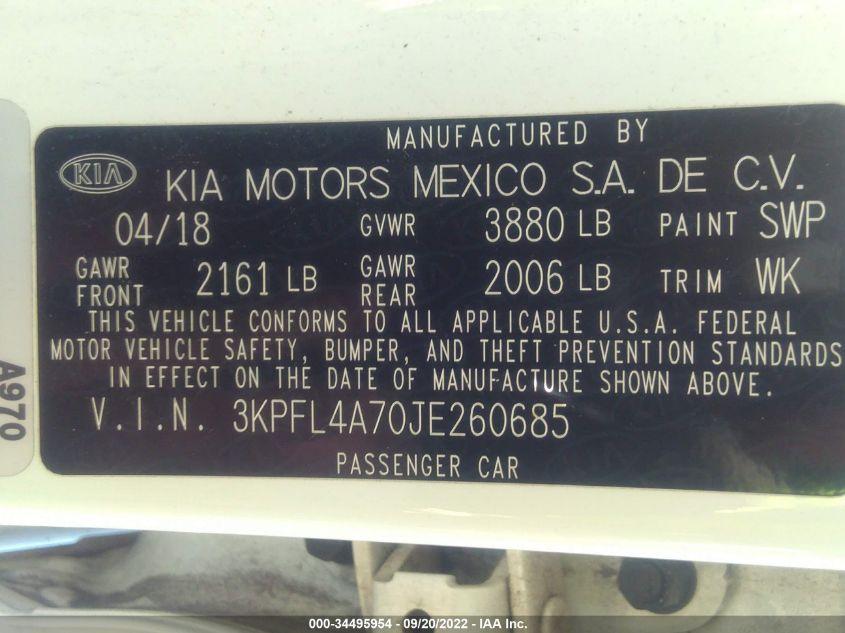 MANUFACTURED BY
KIA KIA MOTORS MEXICO S.A. DE C.V.
04/18 GVWR 3880 LB PAINT SWP
GAWR FRONT 2161 LB GAWR REAR 2006 LB TRIM WK
THIS VEHICLE CONFORMS TO ALL APPLICABLE U.S.A. FEDERAL
MOTOR VEHICLE SAFETY, BUMPER, AND THEFT PREVENTION STANDARDS
IN EFFECT ON THE DATE OF MANUFACTURE SHOWN ABOVE.
V.I.N. 3KPFL4A70JE260685
PASSENGER CAR
A970
000-34495954 - 09/20/2022 - IAA Inc.